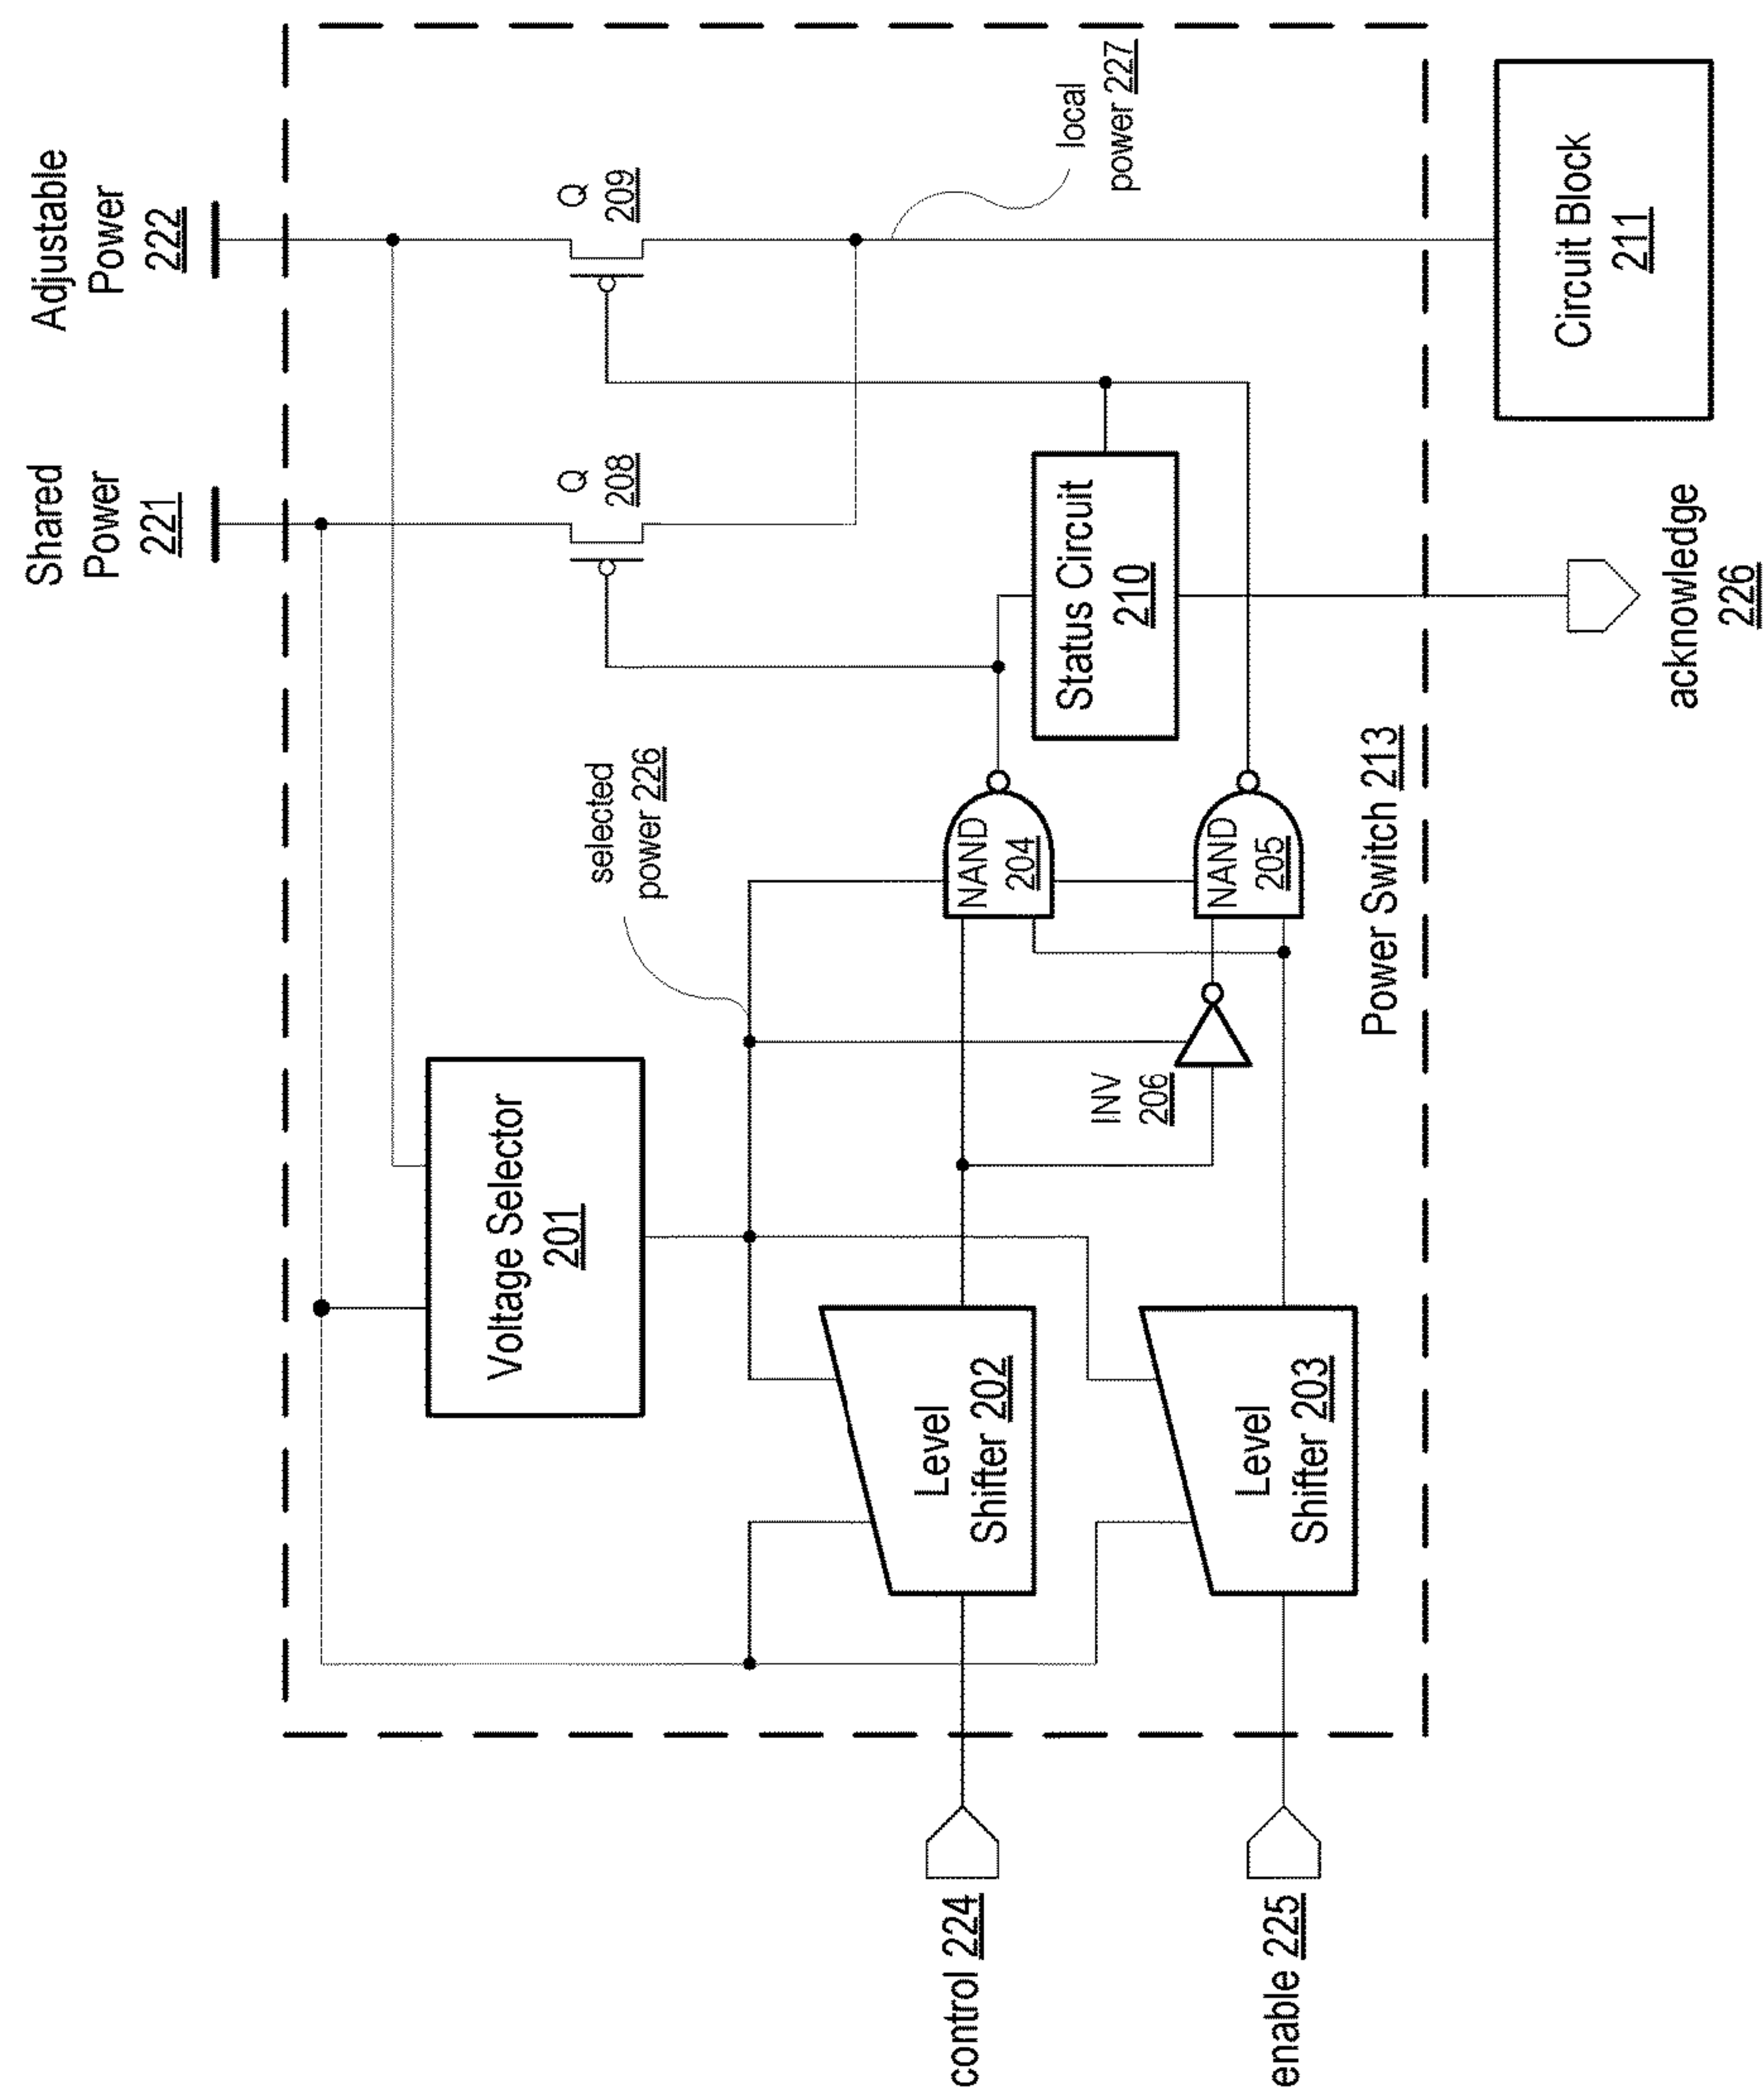 Shared
Power
221
Adjustable
Power
222
Voltage Selector
201
selected
power 226
Q
208
Q
209
local
power 227
control 224
Level
Shifter 202
NAND
204
INV
206
Status Circuit
210
enable 225
Level
Shifter 203
NAND
205
Power Switch 213
acknowledge
226
Circuit Block
211